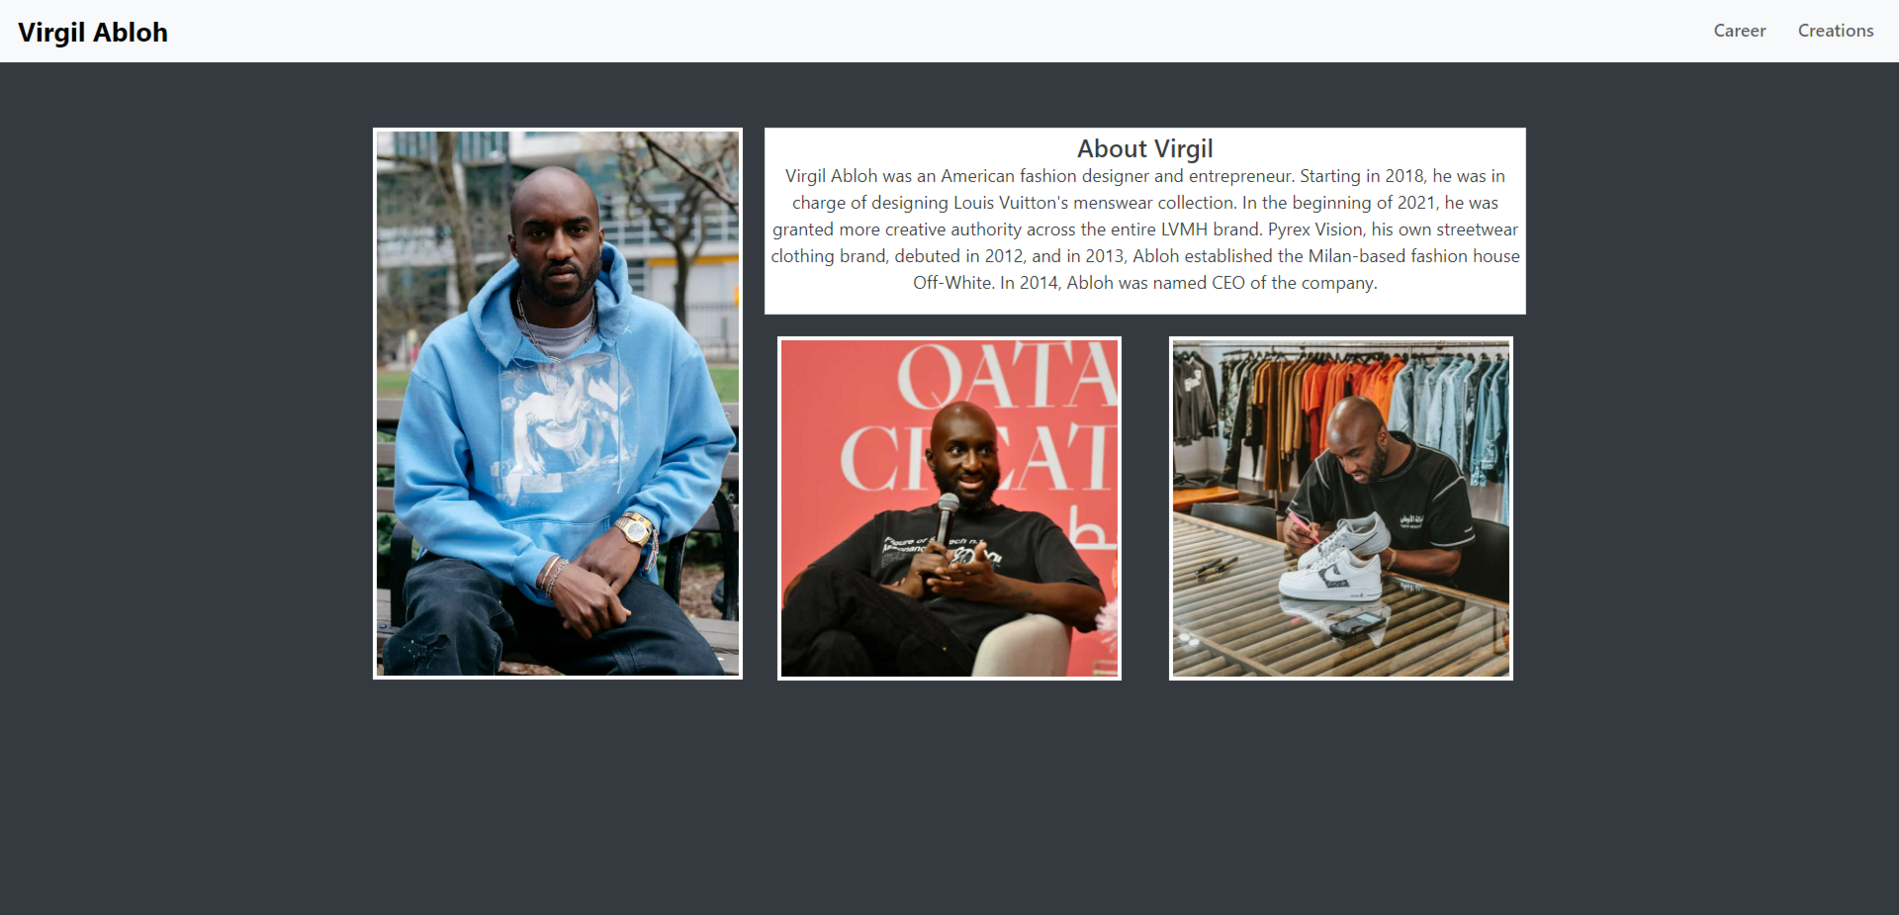 Virgil Abloh
Career
Creations
About Virgil
Virgil Abloh was an American fashion designer and entrepreneur. Starting in 2018, he was in
charge of designing Louis Vuitton's menswear collection. In the beginning of 2021, he was
granted more creative authority across the entire LVMH brand. Pyrex Vision, his own streetwear
clothing brand, debuted in 2012, and in 2013, Abloh established the Milan-based fashion house
Off-White. In 2014, Abloh was named CEO of the company.
QATA
CREAT